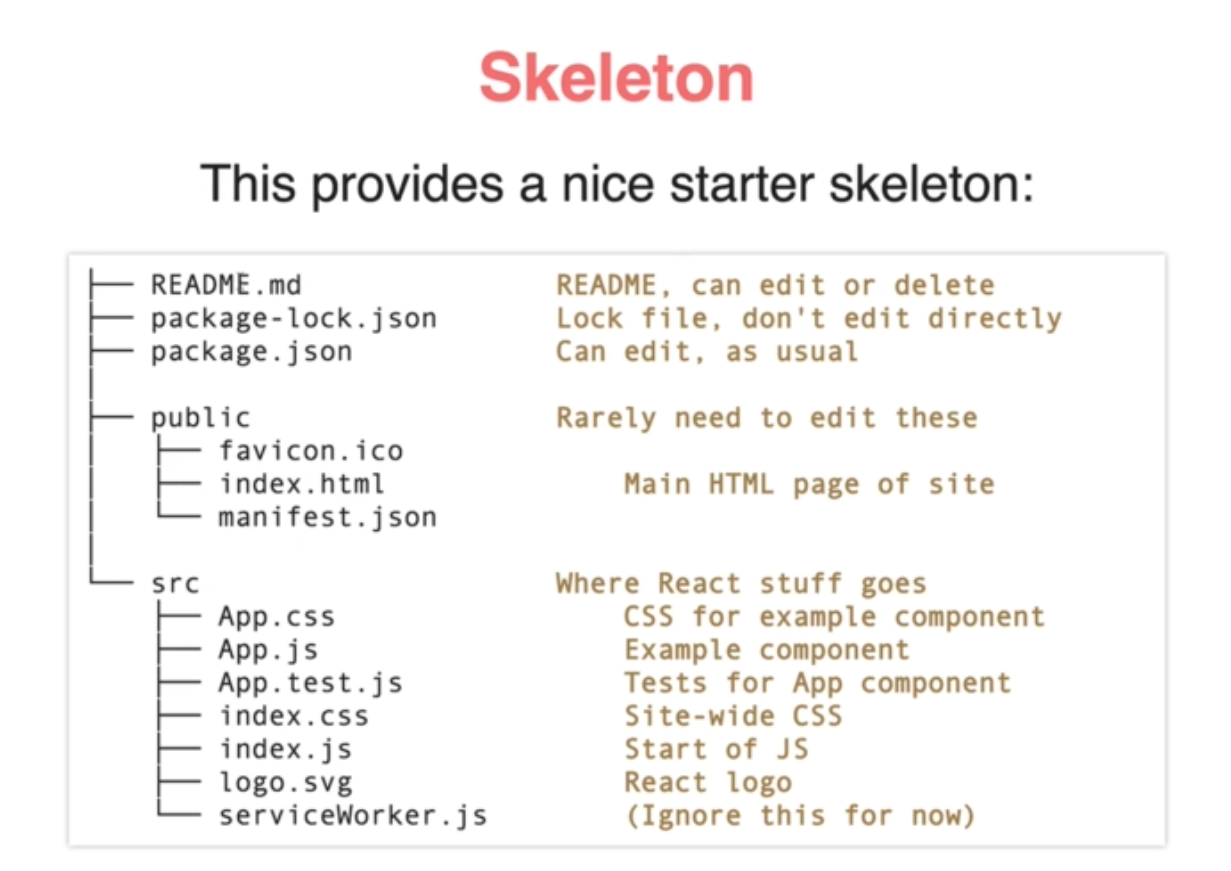 Skeleton
This provides a nice starter skeleton:
├── README.md                README, can edit or delete
├── package-lock.json        Lock file, don't edit directly
├── package.json             Can edit, as usual
│
├── public                   Rarely need to edit these
│   ├── favicon.ico
│   ├── index.html               Main HTML page of site
│   └── manifest.json
│
└── src                      Where React stuff goes
    ├── App.css                  CSS for example component
    ├── App.js                   Example component
    ├── App.test.js              Tests for App component
    ├── index.css                Site-wide CSS
    ├── index.js                 Start of JS
    ├── logo.svg                 React logo
    └── serviceWorker.js         (Ignore this for now)